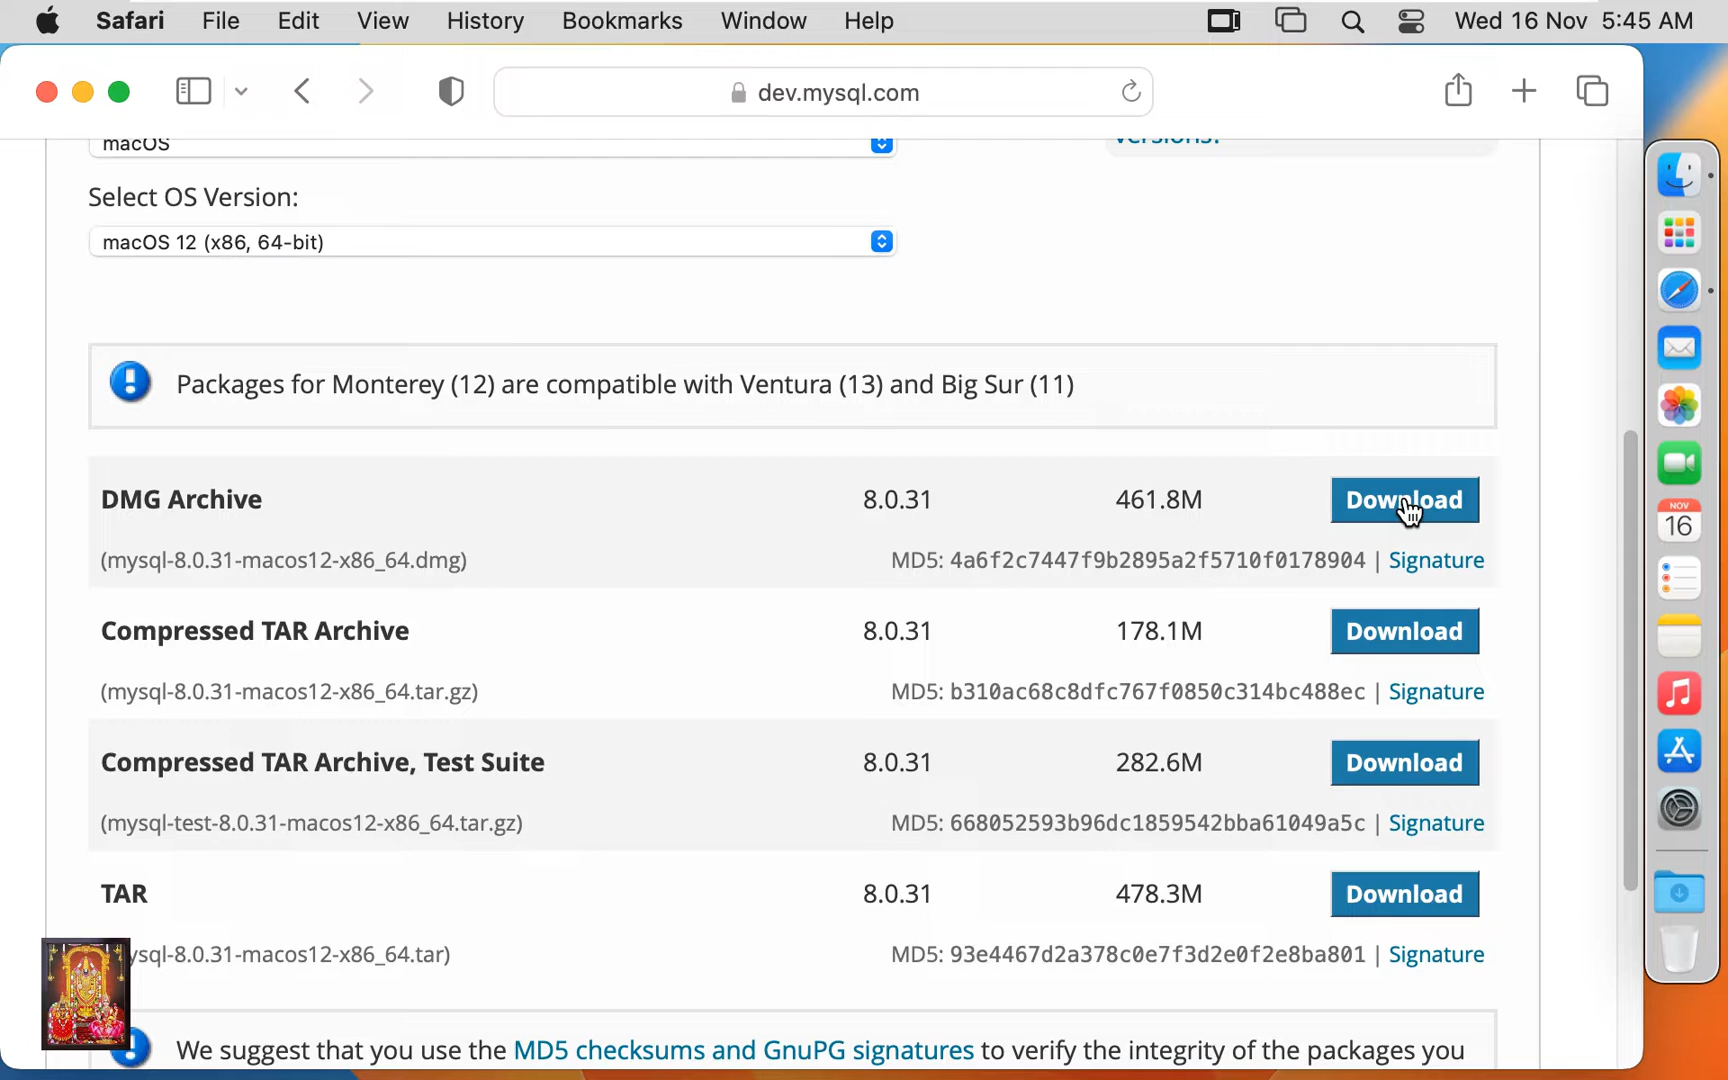 Safari File Edit View History Bookmarks Window Help Wed 16 Nov 5:45 AM
dev.mysql.com
macOS
versions:
Select OS Version:
macOS 12 (x86, 64-bit)
Packages for Monterey (12) are compatible with Ventura (13) and Big Sur (11)
DMG Archive 8.0.31 461.8M Download
(mysql-8.0.31-macos12-x86_64.dmg) MD5: 4a6f2c7447f9b2895a2f5710f0178904 | Signature
Compressed TAR Archive 8.0.31 178.1M Download
(mysql-8.0.31-macos12-x86_64.tar.gz) MD5: b310ac68c8dfc767f0850c314bc488ec | Signature
Compressed TAR Archive, Test Suite 8.0.31 282.6M Download
(mysql-test-8.0.31-macos12-x86_64.tar.gz) MD5: 668052593b96dc1859542bba61049a5c | Signature
TAR 8.0.31 478.3M Download
ysql-8.0.31-macos12-x86_64.tar) MD5: 93e4467d2a378c0e7f3d2e0f2e8ba801 | Signature
We suggest that you use the MD5 checksums and GnuPG signatures to verify the integrity of the packages you
NOV
16